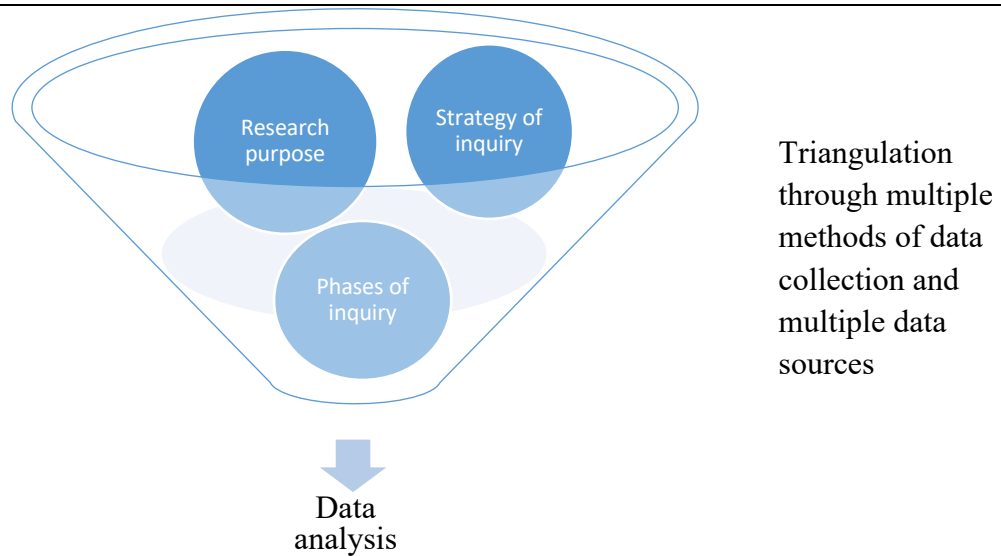 Research
purpose
Strategy of
inquiry
Phases of
inquiry
Triangulation
through multiple
methods of data
collection and
multiple data
sources
Data
analysis